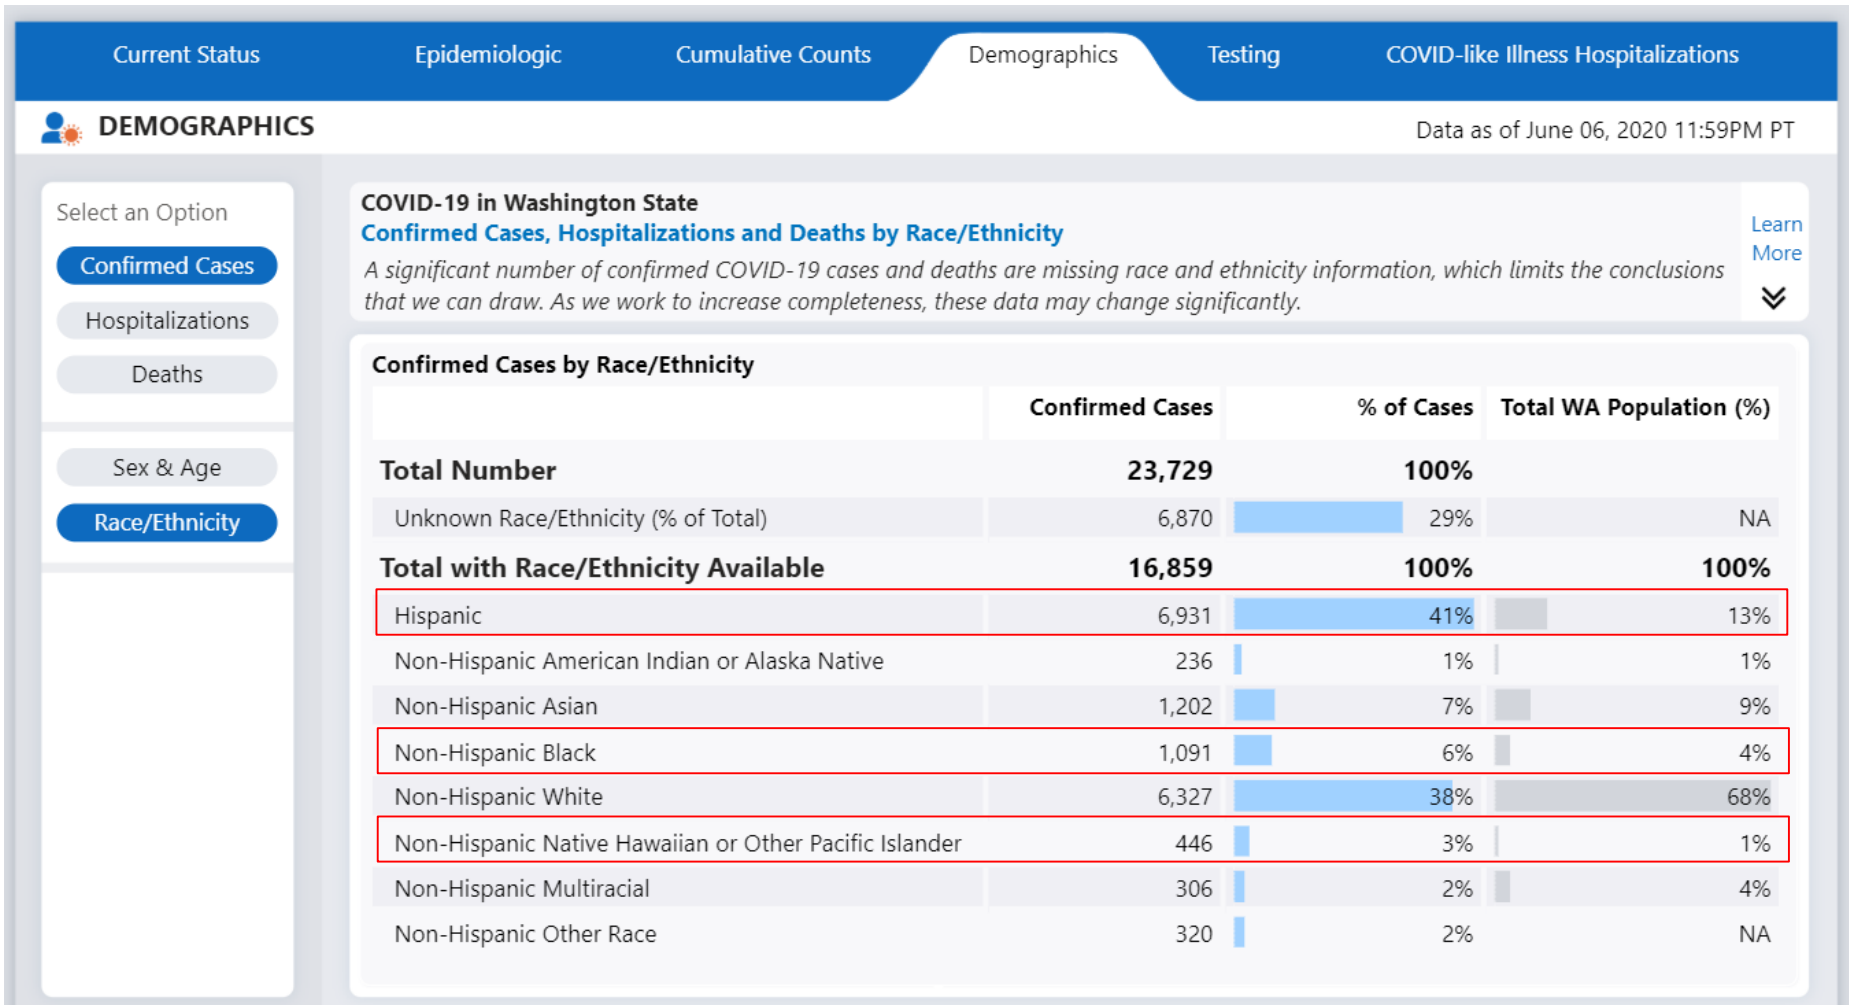 Current Status Epidemiologic Cumulative Counts Demographics Testing COVID-like Illness Hospitalizations
DEMOGRAPHICS Data as of June 06, 2020 11:59PM PT
Select an Option
Confirmed Cases
Hospitalizations
Deaths
Sex & Age
Race/Ethnicity
COVID-19 in Washington State
Confirmed Cases, Hospitalizations and Deaths by Race/Ethnicity
A significant number of confirmed COVID-19 cases and deaths are missing race and ethnicity information, which limits the conclusions
that we can draw. As we work to increase completeness, these data may change significantly.
Learn
More
Confirmed Cases by Race/Ethnicity
Confirmed Cases % of Cases Total WA Population (%)
Total Number 23,729 100%
Unknown Race/Ethnicity (% of Total) 6,870 29% NA
Total with Race/Ethnicity Available 16,859 100% 100%
Hispanic 6,931 41% 13%
Non-Hispanic American Indian or Alaska Native 236 1% 1%
Non-Hispanic Asian 1,202 7% 9%
Non-Hispanic Black 1,091 6% 4%
Non-Hispanic White 6,327 38% 68%
Non-Hispanic Native Hawaiian or Other Pacific Islander 446 3% 1%
Non-Hispanic Multiracial 306 2% 4%
Non-Hispanic Other Race 320 2% NA